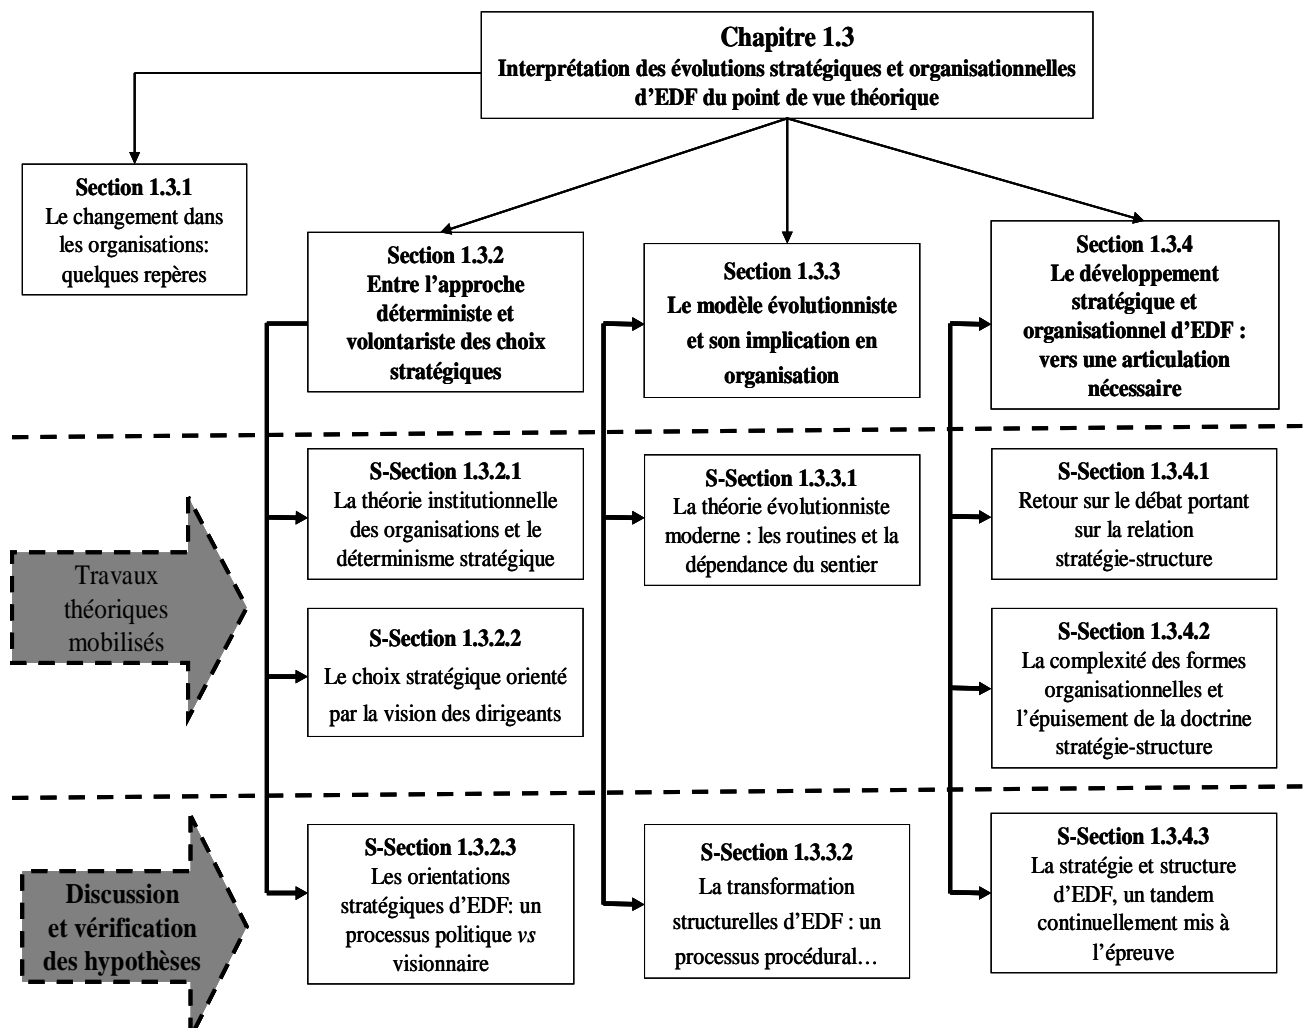 Chapitre 1.3
Interprétation des évolutions stratégiques et organisationnelles
d’EDF du point de vue théorique
Section 1.3.1
Le changement dans
les organisations:
quelques repères
Section 1.3.2
Entre l’approche
déterministe et
volontariste des choix
stratégiques
Section 1.3.3
Le modèle évolutionniste
et son implication en
organisation
Section 1.3.4
Le développement
stratégique et
organisationnel d’EDF :
vers une articulation
nécessaire
Travaux
théoriques
mobilisés
S-Section 1.3.2.1
La théorie institutionnelle
des organisations et le
déterminisme stratégique
S-Section 1.3.3.1
La théorie évolutionniste
moderne : les routines et la
dépendance du sentier
S-Section 1.3.4.1
Retour sur le débat portant
sur la relation
stratégie-structure
S-Section 1.3.2.2
Le choix stratégique orienté
par la vision des dirigeants
S-Section 1.3.4.2
La complexité des formes
organisationnelles et
l’épuisement de la doctrine
stratégie-structure
Discussion
et vérification
des hypothèses
S-Section 1.3.2.3
Les orientations
stratégiques d’EDF: un
processus politique vs
visionnaire
S-Section 1.3.3.2
La transformation
structurelles d’EDF : un
processus procédural…
S-Section 1.3.4.3
La stratégie et structure
d’EDF, un tandem
continuellement mis à
l’épreuve